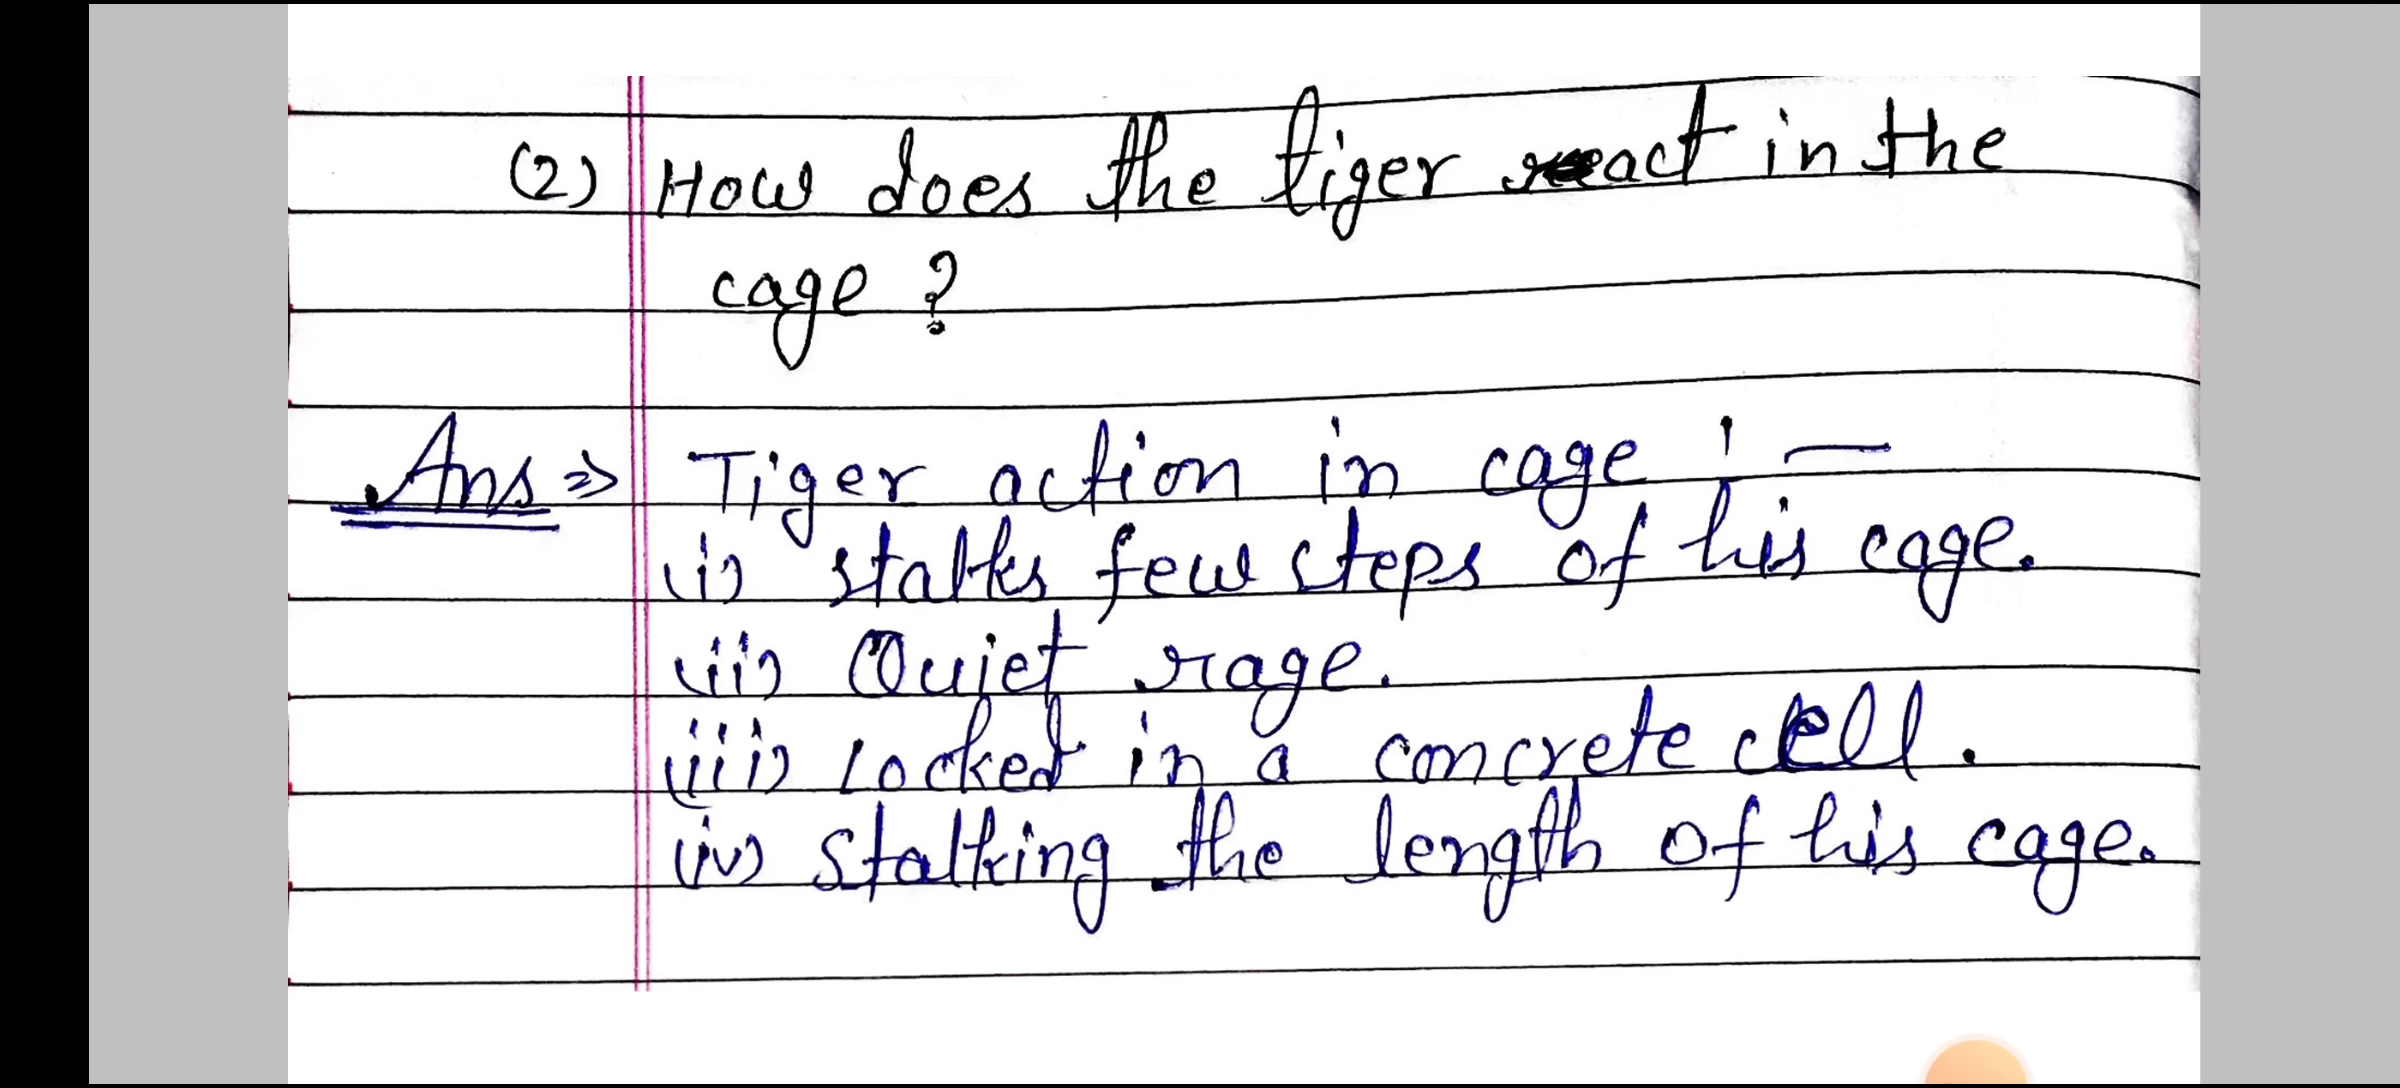 (2) How does the tiger react in the
cage ?
Ans ⇒ Tiger action in cage : —
(i) stalks few steps of his cage.
(ii) Quiet rage.
(iii) Locked in a concrete cell.
(iv) stalking the length of his cage.